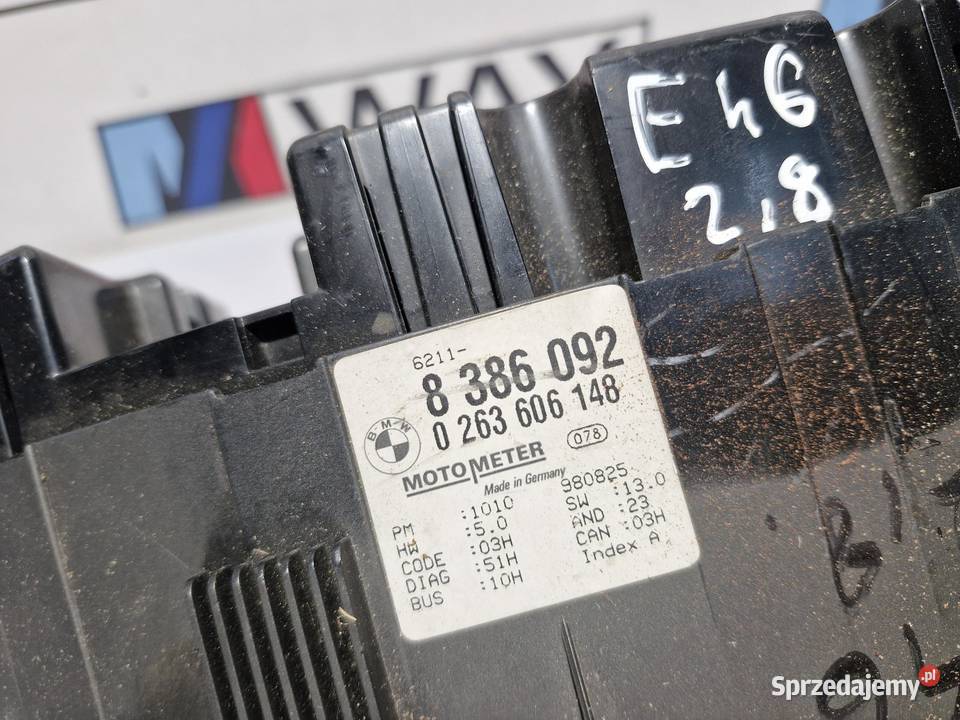 WAY
E46
2,8
6211-
8 386 092
0 263 606 148
BMW
MOTOMETER
078
Made in Germany
980825
PM :1010
HW :5.0 SW :13.0
CODE :03H AND :23
DIAG :51H CAN :03H
BUS :10H Index A
Sprzedajemy.pl